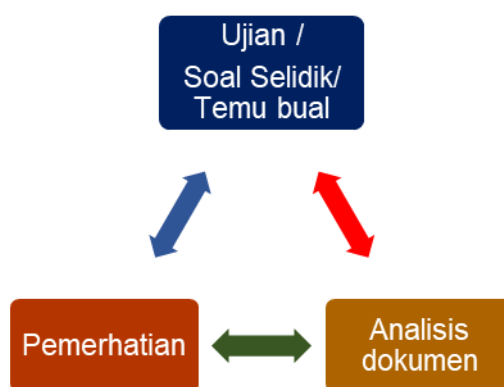 Ujian /
Soal Selidik/
Temu bual
Pemerhatian
Analisis
dokumen